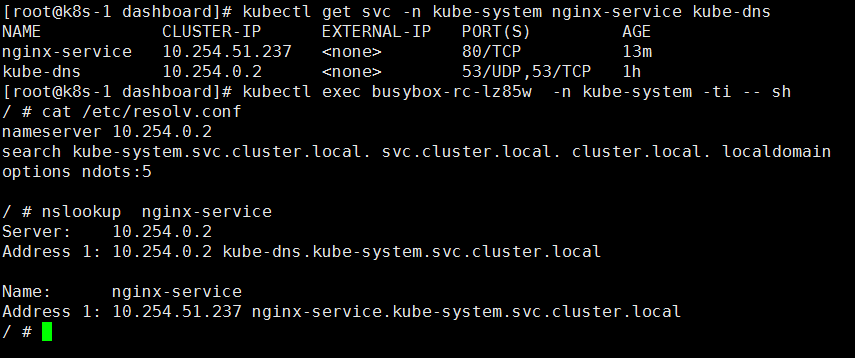 [root@k8s-1 dashboard]# kubectl get svc -n kube-system nginx-service kube-dns
NAME            CLUSTER-IP      EXTERNAL-IP   PORT(S)         AGE
nginx-service   10.254.51.237   <none>        80/TCP          13m
kube-dns        10.254.0.2      <none>        53/UDP,53/TCP   1h
[root@k8s-1 dashboard]# kubectl exec busybox-rc-lz85w  -n kube-system -ti -- sh
/ # cat /etc/resolv.conf
nameserver 10.254.0.2
search kube-system.svc.cluster.local. svc.cluster.local. cluster.local. localdomain
options ndots:5
/ # nslookup  nginx-service
Server:    10.254.0.2
Address 1: 10.254.0.2 kube-dns.kube-system.svc.cluster.local
Name:      nginx-service
Address 1: 10.254.51.237 nginx-service.kube-system.svc.cluster.local
/ #